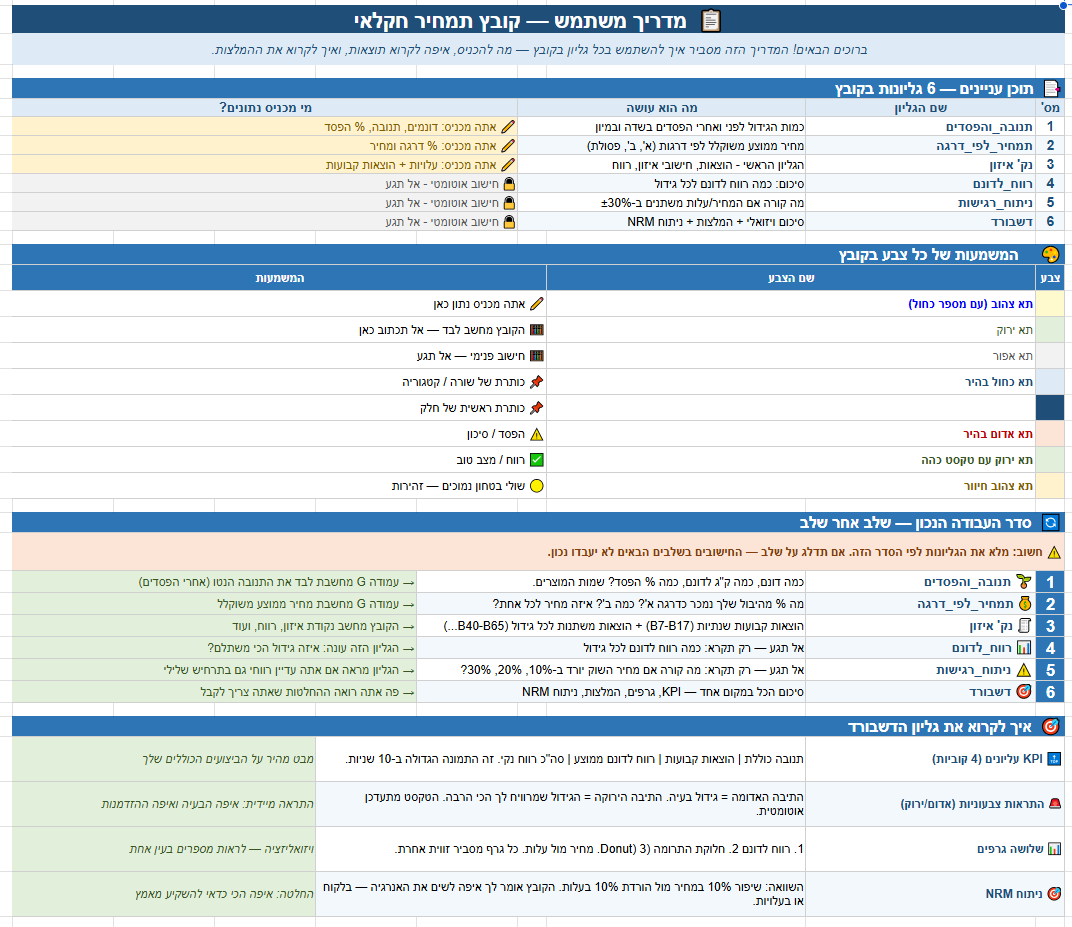 📋 מדריך משתמש — קובץ תמחיר חקלאי
ברוכים הבאים! המדריך הזה מסביר איך להשתמש בכל גליון בקובץ — מה להכניס, איפה לקרוא תוצאות, ואיך לקרוא את ההמלצות.
📑 תוכן עניינים — 6 גליונות בקובץ
מס' שם הגליון מה הוא עושה מי מכניס נתונים?
1 תנובה_והפסדים כמות הגידול לפני ואחרי הפסדים בשדה ובמיון ✏️ אתה מכניס: דונמים, תנובה, % הפסד
2 תמחיר_לפי_דרגה מחיר ממוצע משוקלל לפי דרגות (א', ב', פסולת) ✏️ אתה מכניס: % דרגה ומחיר
3 נק' איזון הגליון הראשי - הוצאות, חישובי איזון, רווח ✏️ אתה מכניס: עלויות + הוצאות קבועות
4 רווח_לדונם סיכום: כמה רווח לדונם לכל גידול 🔒 חישוב אוטומטי - אל תגע
5 ניתוח_רגישות מה קורה אם המחיר/עלות משתנים ב-30%± 🔒 חישוב אוטומטי - אל תגע
6 דשבורד סיכום ויזואלי + המלצות + ניתוח NRM 🔒 חישוב אוטומטי - אל תגע
🎨 המשמעות של כל צבע בקובץ
צבע שם הצבע המשמעות
תא צהוב (עם מספר כחול) ✏️ אתה מכניס נתון כאן
תא ירוק 🧮 הקובץ מחשב לבד — אל תכתוב כאן
תא אפור 🧮 חישוב פנימי — אל תגע
תא כחול בהיר 📌 כותרת של שורה / קטגוריה
📌 כותרת ראשית של חלק
תא אדום בהיר ⚠️ הפסד / סיכון
תא ירוק עם טקסט כהה ✅ רווח / מצב טוב
תא צהוב חיוור 🟡 שולי בטחון נמוכים — זהירות
🔄 סדר העבודה הנכון — שלב אחר שלב
⚠️ חשוב: מלא את הגליונות לפי הסדר הזה. אם תדלג על שלב — החישובים בשלבים הבאים לא יעבדו נכון.
1 🌱 תנובה_והפסדים כמה דונם, כמה ק"ג לדונם, כמה % הפסד? שמות המוצרים. → עמודה G מחשבת לבד את התנובה הנטו (אחרי הפסדים)
2 💰 תמחיר_לפי_דרגה מה % מהיבול שלך נמכר כדרגה א'? כמה ב'? איזה מחיר לכל אחת? → עמודה G מחשבת מחיר ממוצע משוקלל
3 🧾 נק' איזון הוצאות קבועות שנתיות (B7-B17) + הוצאות משתנות לכל גידול (B40-B65...) → הקובץ מחשב נקודת איזון, רווח, ועוד
4 📊 רווח_לדונם אל תגע — רק תקרא: כמה רווח לדונם לכל גידול → הגליון הזה עונה: איזה גידול הכי משתלם?
5 ⚠️ ניתוח_רגישות אל תגע — רק תקרא: מה קורה אם מחיר השוק יורד ב-10%, 20%, 30%? → הגליון מראה אם אתה עדיין רווחי גם בתרחיש שלילי
6 🎯 דשבורד סיכום הכל במקום אחד — KPI, גרפים, המלצות, ניתוח NRM → פה אתה רואה ההחלטות שאתה צריך לקבל
🎯 איך לקרוא את גליון הדשבורד
🔝 KPI עליונים (4 קוביות) תנובה כוללת | הוצאות קבועות | רווח לדונם ממוצע | סה"כ רווח נקי. זה התמונה הגדולה ב-10 שניות. מבט מהיר על הביצועים הכוללים שלך
🚨 התראות צבעוניות (אדום/ירוק) התיבה האדומה = גידול בעיה. התיבה הירוקה = הגידול שמרוויח לך הכי הרבה. הטקסט מתעדכן
אוטומטית. התראה מיידית: איפה הבעיה ואיפה ההזדמנות
📊 שלושה גרפים 1. רווח לדונם 2. חלוקת התרומה (Donut) 3. מחיר מול עלות. כל גרף מסביר זווית אחרת. ויזואליזציה — לראות מספרים בעין אחת
🎯 ניתוח NRM השוואה: שיפור 10% במחיר מול הורדת 10% בעלות. הקובץ אומר לך איפה לשים את האנרגיה — בלקוח
או בעלויות. החלטה: איפה הכי כדאי להשקיע מאמץ